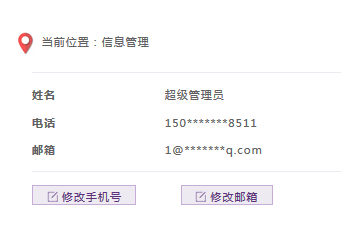 当前位置：信息管理
姓名 超级管理员
电话 150*******8511
邮箱 1@*******q.com
修改手机号 修改邮箱